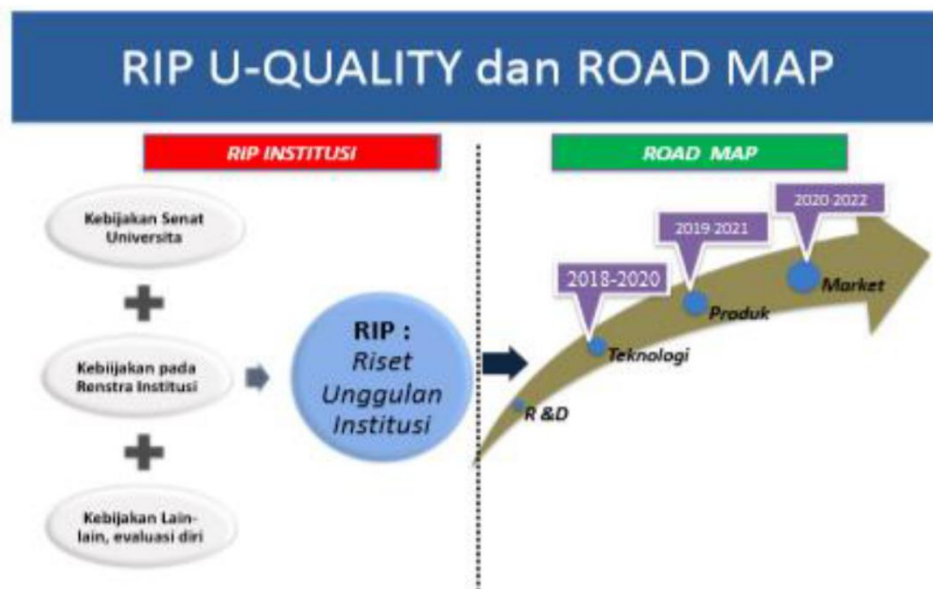 RIP U-QUALITY dan ROAD MAP
RIP INSTITUSI
Kebijakan Senat
Universita
Kebiijakan pada
Renstra Institusi
Kebijakan Lain-
lain, evaluasi diri
RIP :
Riset
Unggulan
Institusi
ROAD MAP
2020 2022
2019 2021
2018-2020
Market
Produk
Teknologi
R &D